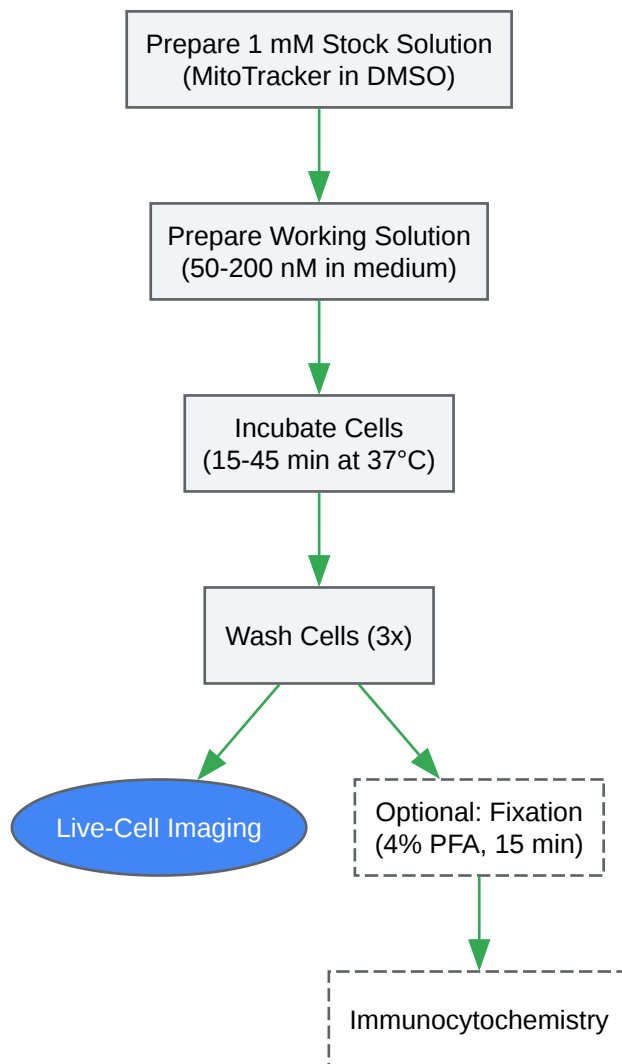 Prepare 1 mM Stock Solution
(MitoTracker in DMSO)
Prepare Working Solution
(50-200 nM in medium)
Incubate Cells
(15-45 min at 37°C)
Wash Cells (3x)
Live-Cell Imaging
Optional: Fixation
(4% PFA, 15 min)
Immunocytochemistry